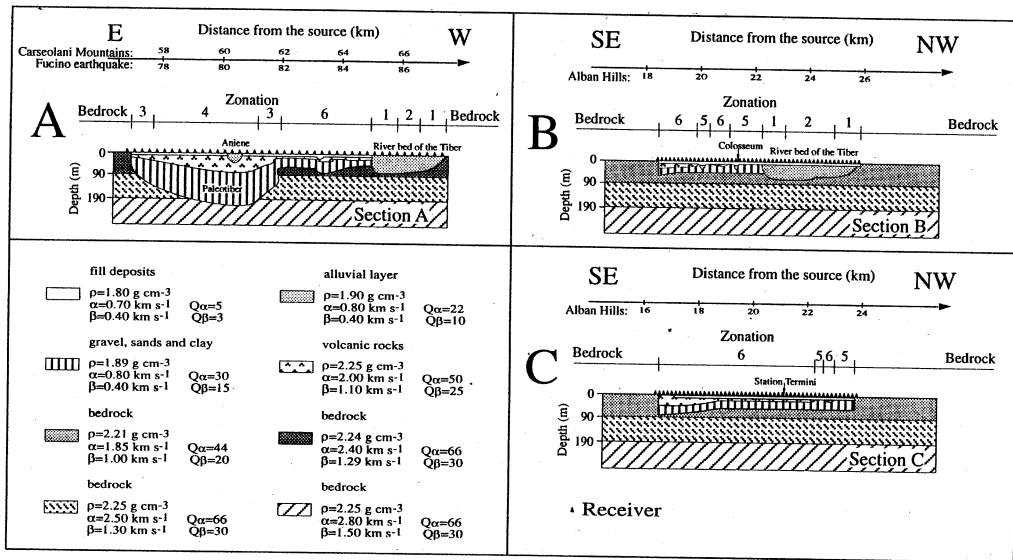 E
Distance from the source (km)
W
Carseolani Mountains: 58 60 62 64 66
Fucino earthquake: 78 80 82 84 86
Zonation
A
Bedrock 3 4 3 6 1 2 1 Bedrock
Aniene
River bed of the Tiber
Paleotiber
0
90
190
Depth (m)
Section A
SE
Distance from the source (km)
NW
Alban Hills: 18 20 22 24 26
Zonation
B
Bedrock 6 5 6 5 1 2 1 Bedrock
Colosseum
River bed of the Tiber
0
90
190
Depth (m)
Section B
fill deposits
ρ=1.80 g cm-3
α=0.70 km s-1 Qα=5
β=0.40 km s-1 Qβ=3
gravel, sands and clay
ρ=1.89 g cm-3
α=0.80 km s-1 Qα=30
β=0.40 km s-1 Qβ=15
bedrock
ρ=2.21 g cm-3
α=1.85 km s-1 Qα=44
β=1.00 km s-1 Qβ=20
bedrock
ρ=2.25 g cm-3
α=2.50 km s-1 Qα=66
β=1.30 km s-1 Qβ=30
alluvial layer
ρ=1.90 g cm-3
α=0.80 km s-1 Qα=22
β=0.40 km s-1 Qβ=10
volcanic rocks
ρ=2.25 g cm-3
α=2.00 km s-1 Qα=50
β=1.10 km s-1 Qβ=25
bedrock
ρ=2.24 g cm-3
α=2.40 km s-1 Qα=66
β=1.29 km s-1 Qβ=30
bedrock
ρ=2.25 g cm-3
α=2.80 km s-1 Qα=66
β=1.50 km s-1 Qβ=30
SE
Distance from the source (km)
NW
Alban Hills: 16 18 20 22 24
Zonation
C
Bedrock 6 5 6 5 Bedrock
Station Termini
0
90
190
Depth (m)
Section C
Receiver